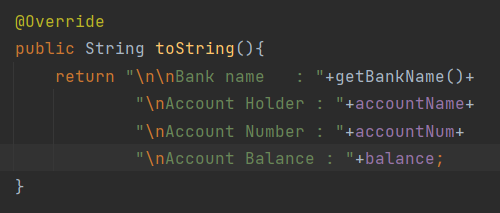 @Override
public String toString(){
    return "\n\nBank name   : "+getBankName()+
            "\nAccount Holder : "+accountName+
            "\nAccount Number : "+accountNum+
            "\nAccount Balance : "+balance;
}